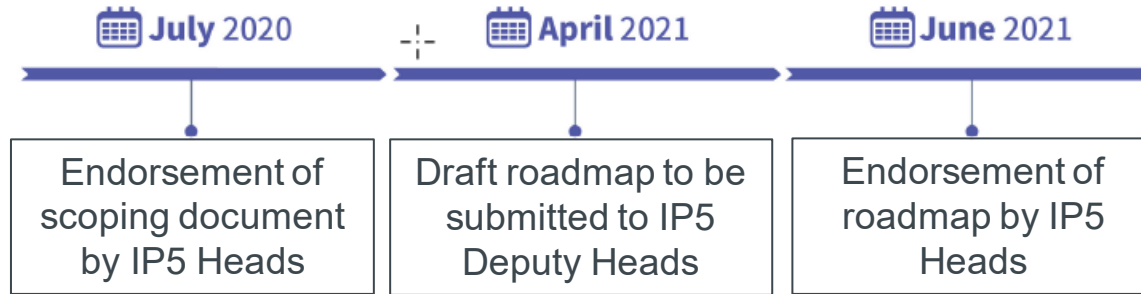 July 2020
April 2021
June 2021
Endorsement of
scoping document
by IP5 Heads
Draft roadmap to be
submitted to IP5
Deputy Heads
Endorsement of
roadmap by IP5
Heads